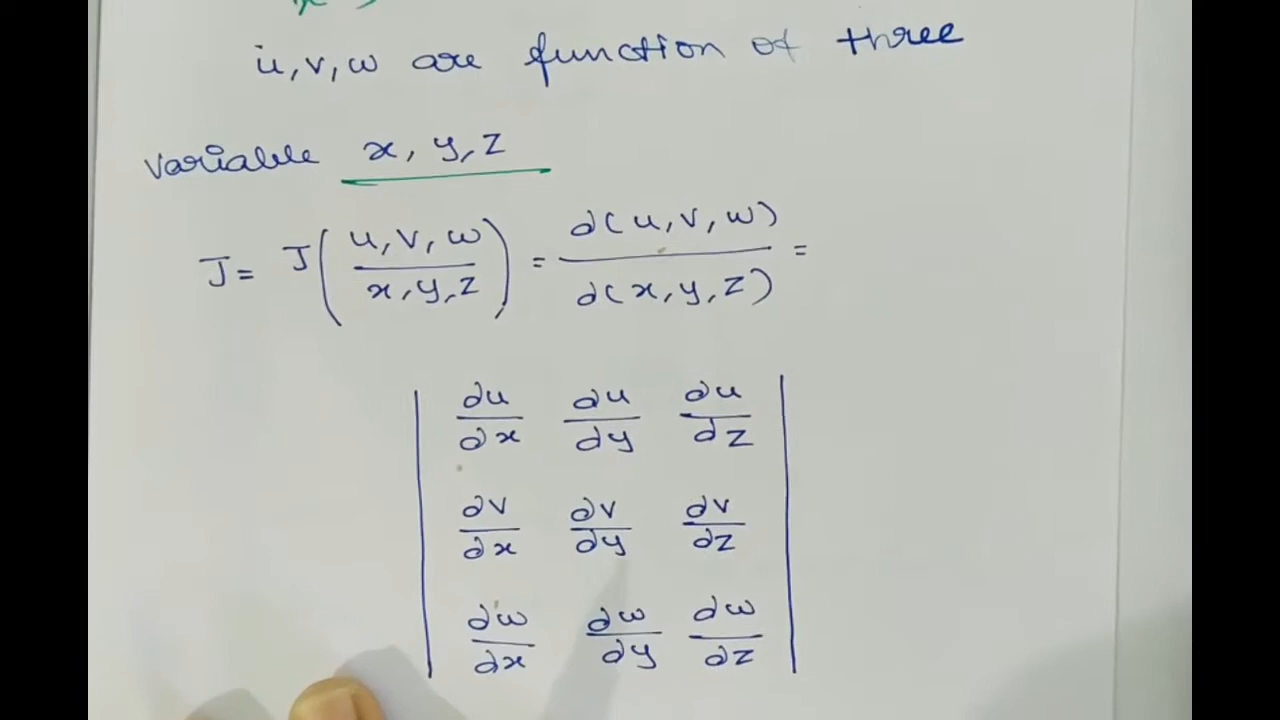 u, v, w are function of three
variable x, y, z
J = J(u, v, w / x, y, z) = ∂(u, v, w) / ∂(x, y, z) =
| ∂u/∂x ∂u/∂y ∂u/∂z |
| ∂v/∂x ∂v/∂y ∂v/∂z |
| ∂w/∂x ∂w/∂y ∂w/∂z |